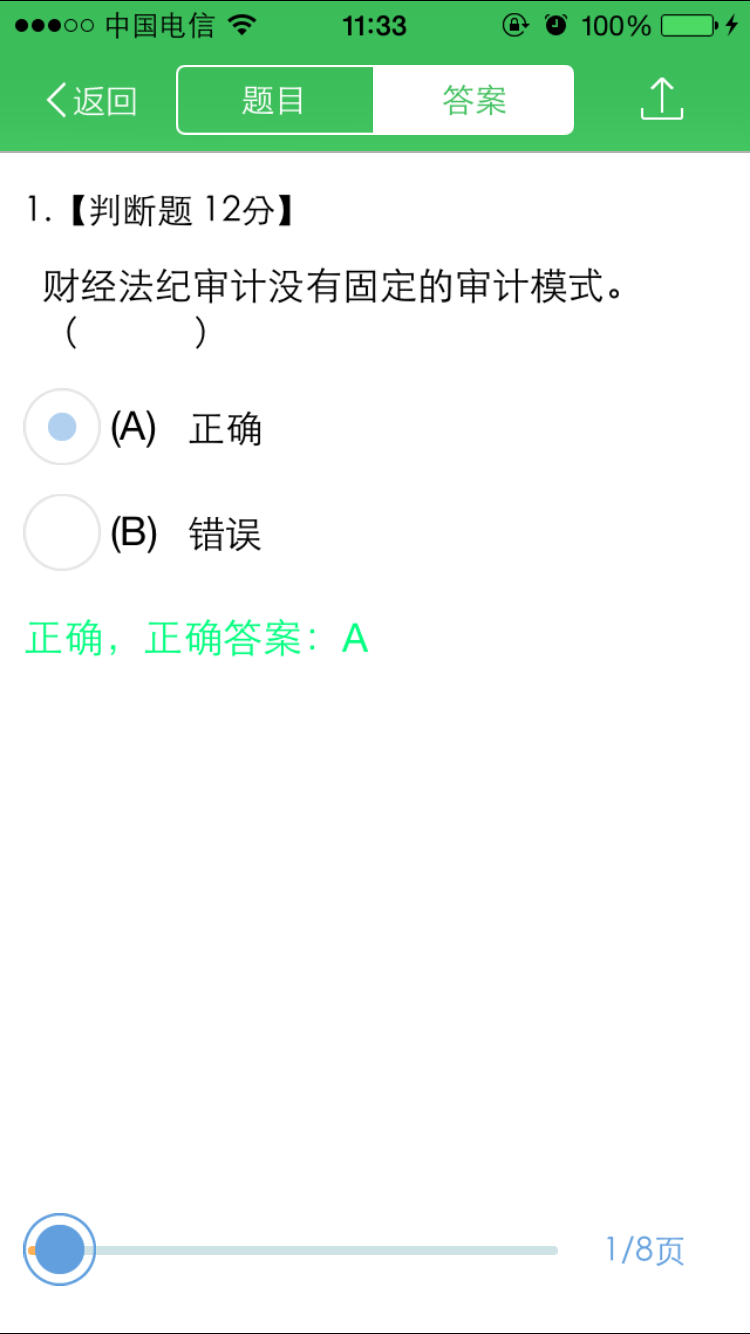 中国电信 11:33 100%
返回 题目 答案
1.【判断题 12分】
财经法纪审计没有固定的审计模式。
（ ）
(A) 正确
(B) 错误
正确，正确答案：A
1/8页